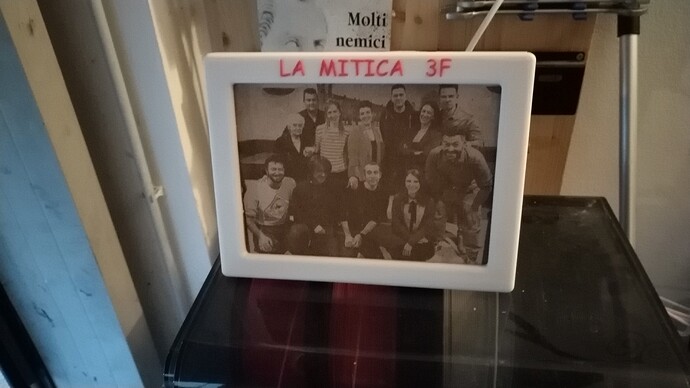 Molti
nemici
LA MITICA 3F